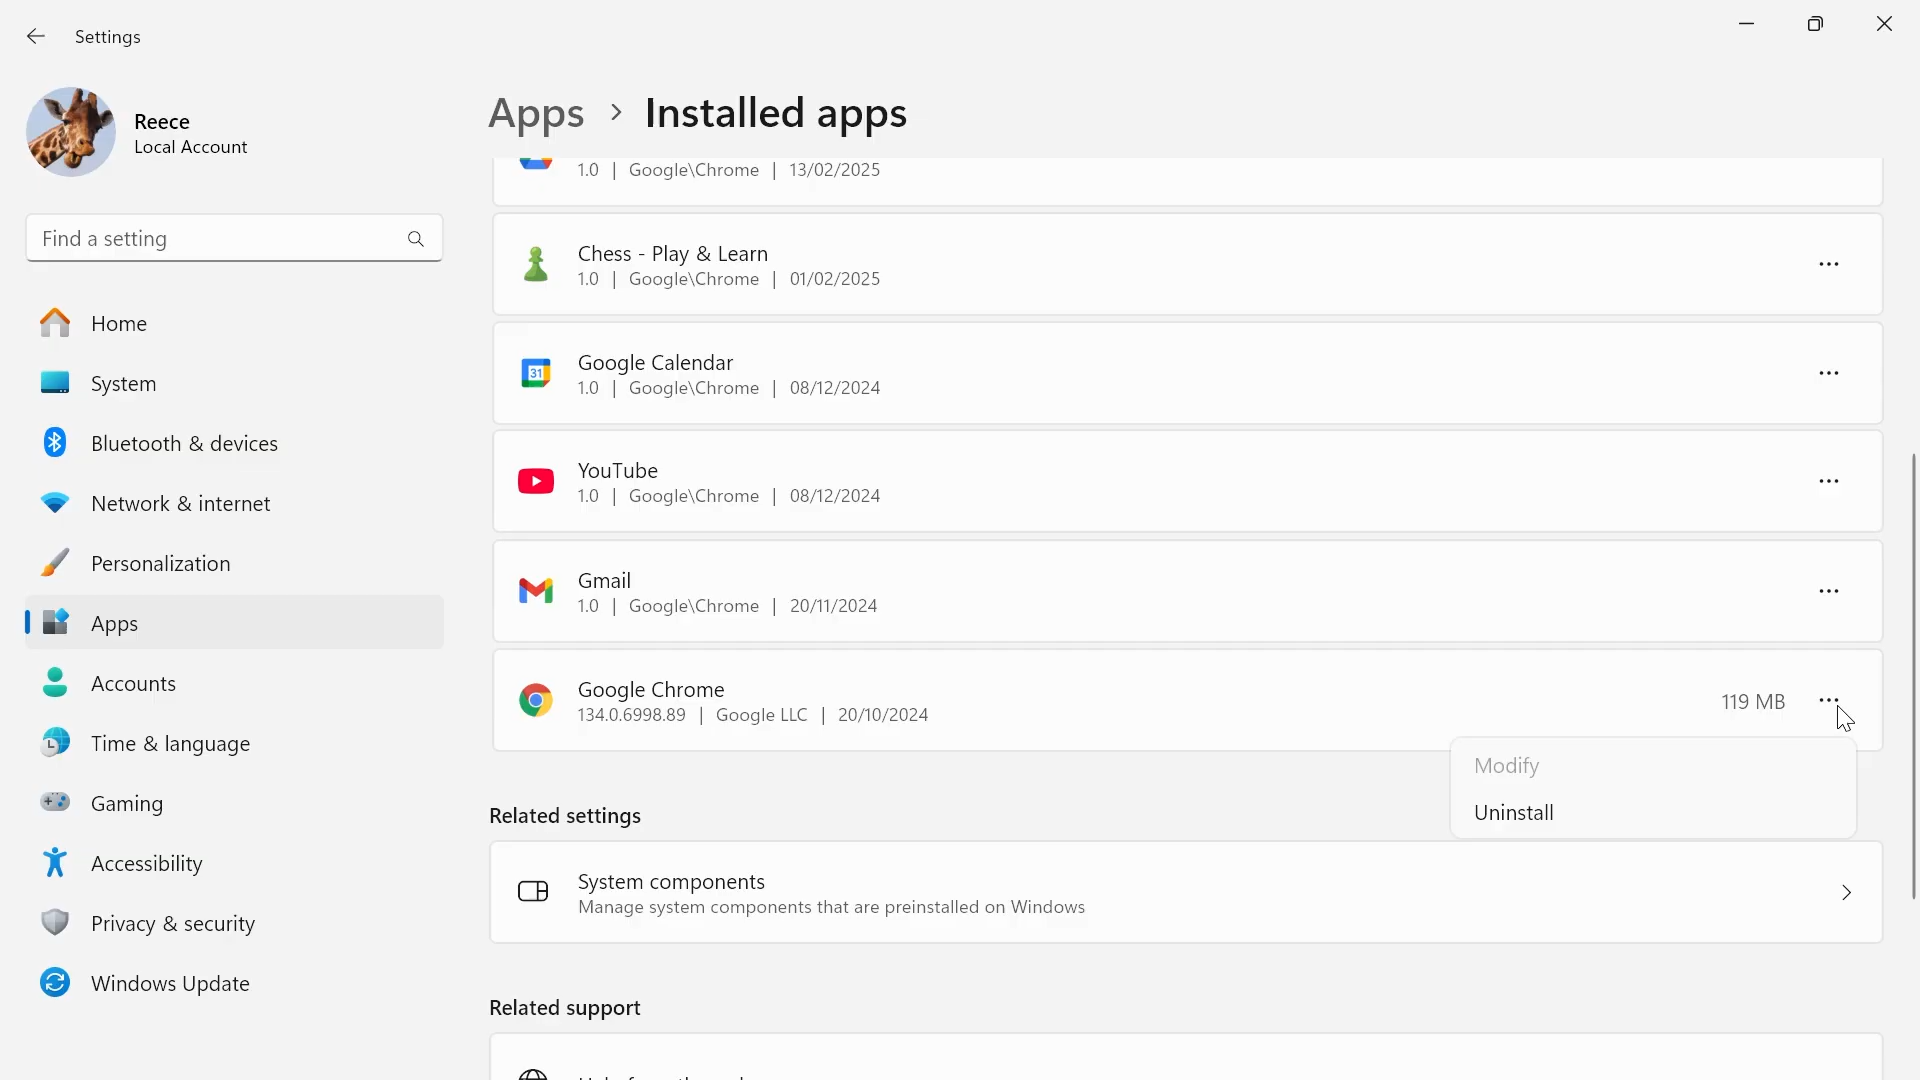 Settings
Reece
Local Account
Find a setting
Home
System
Bluetooth & devices
Network & internet
Personalization
Apps
Accounts
Time & language
Gaming
Accessibility
Privacy & security
Windows Update
Apps > Installed apps
1.0 | Google\Chrome | 13/02/2025
Chess - Play & Learn
1.0 | Google\Chrome | 01/02/2025
31
Google Calendar
1.0 | Google\Chrome | 08/12/2024
YouTube
1.0 | Google\Chrome | 08/12/2024
Gmail
1.0 | Google\Chrome | 20/11/2024
Google Chrome
134.0.6998.89 | Google LLC | 20/10/2024
119 MB
Modify
Uninstall
Related settings
System components
Manage system components that are preinstalled on Windows
Related support